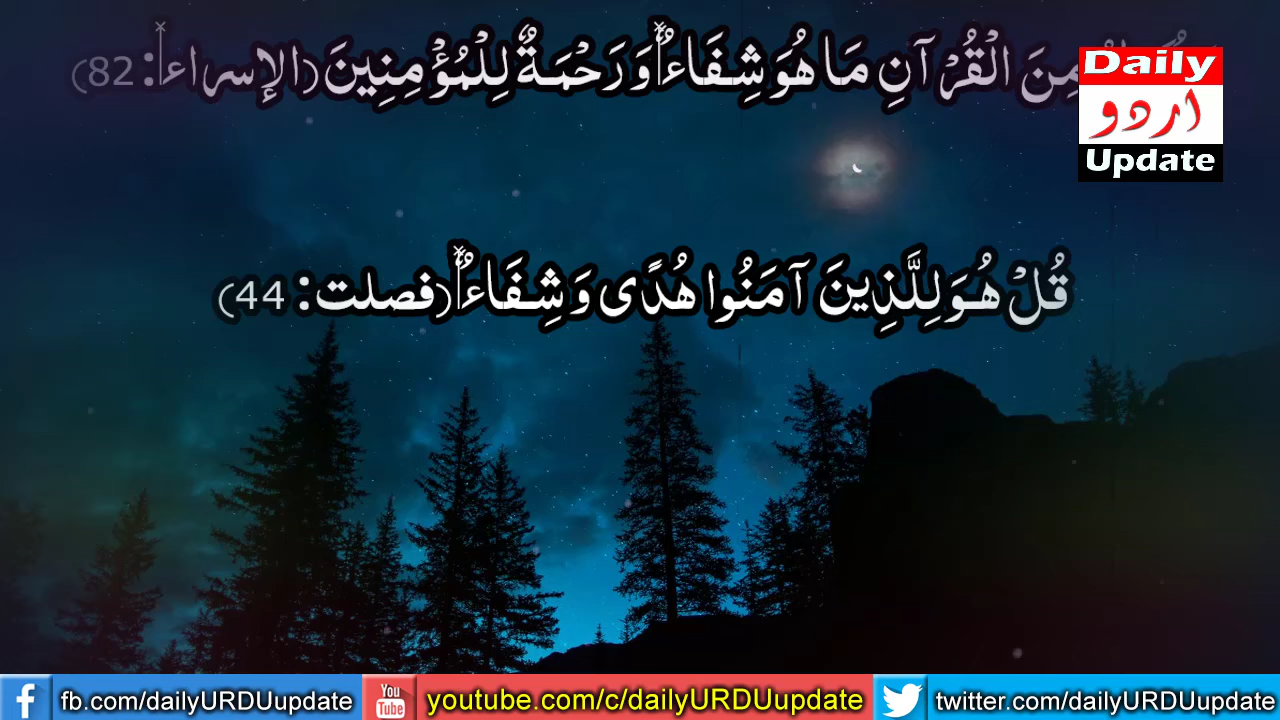 مِنَ الْقُرْآنِ مَا هُوَ شِفَاءٌ وَرَحْمَةٌ لِلْمُؤْمِنِينَ (الإسراء: 82)
Daily
اردو
Update
قُلْ هُوَ لِلَّذِينَ آمَنُوا هُدًى وَشِفَاءٌ (فصلت: 44)
fb.com/dailyURDUupdate
You
Tube
youtube.com/c/dailyURDUupdate
twitter.com/dailyURDUupdate